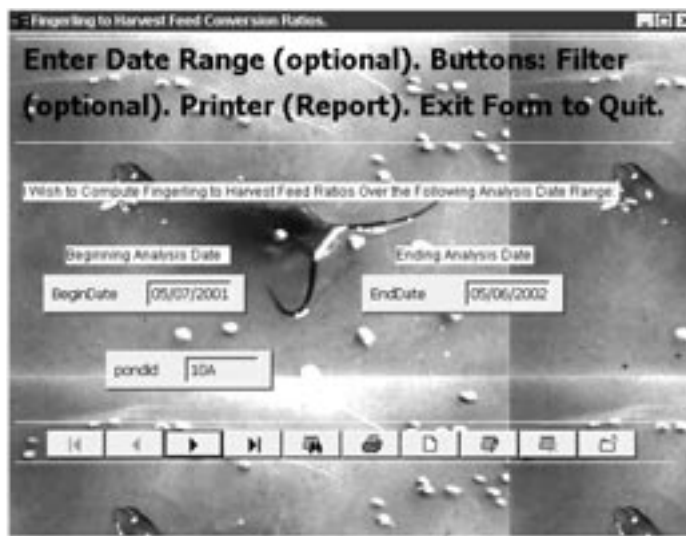 Fingerling to Harvest Feed Conversion Ratios.
Enter Date Range (optional). Buttons: Filter
(optional). Printer (Report). Exit Form to Quit.
I Wish to Compute Fingerling to Harvest Feed Ratios Over the Following Analysis Date Range:
Beginning Analysis Date Ending Analysis Date
BeginDate 05/07/2001 EndDate 05/06/2002
pondid 10A